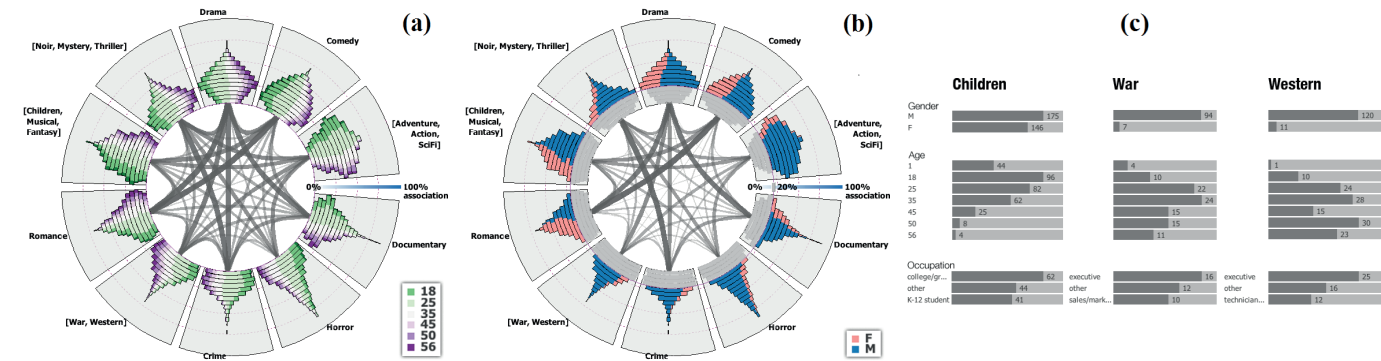 (a)
Drama
Comedy
[Noir, Mystery, Thriller]
[Children,
Musical,
Fantasy]
[Adventure,
Action,
SciFi]
0%
100%
association
Romance
Documentary
[War, Western]
Horror
Crime
18
25
35
45
50
56
(b)
Drama
Comedy
[Noir, Mystery, Thriller]
[Children,
Musical,
Fantasy]
[Adventure,
Action,
SciFi]
0%
20%
100%
association
Romance
Documentary
[War, Western]
Horror
Crime
F
M
(c)
Children
War
Western
Gender
M 175 94 120
F 146 7 11
Age
1 44 4 1
18 96 10 10
25 82 22 24
35 62 24 28
45 25 15 15
50 8 15 30
56 4 11 23
Occupation
college/gr... 62 executive 16 executive 25
other 44 other 12 other 16
K-12 student 41 sales/mark... 10 technician... 12